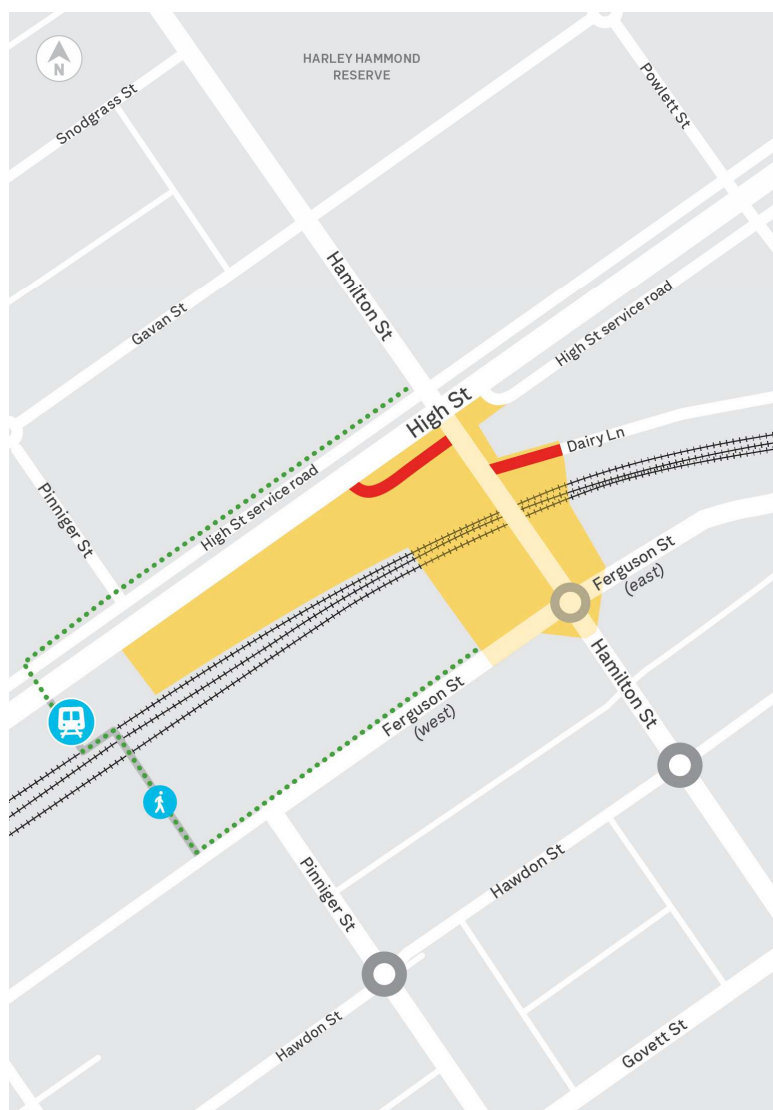 HARLEY HAMMOND
RESERVE
N
Powlett St
Snodgrass St
Hamilton St
Gavan St
High St service road
High St
Dairy Ln
High St service road
Pinniger St
Ferguson St
(east)
Ferguson St
(west)
Hamilton St
Hawdon St
Pinniger St
Hawdon St
Govett St